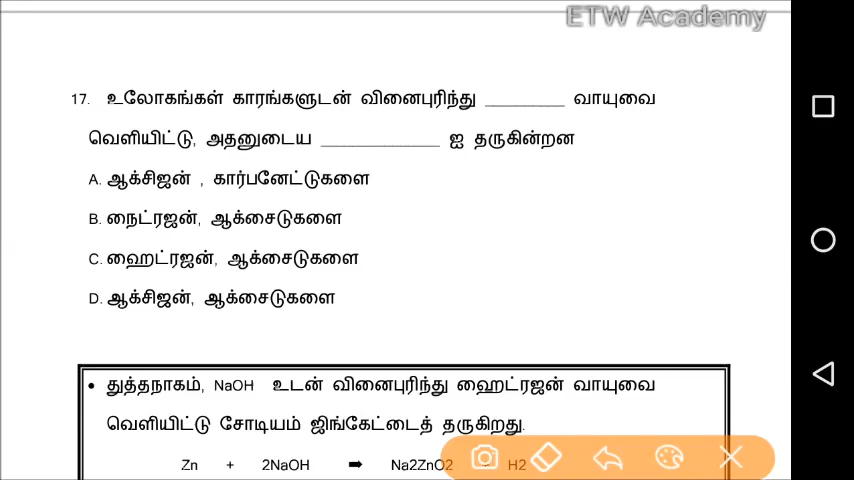 ETW Academy
17. உலோகங்கள் காரங்களுடன் வினைபுரிந்து __________ வாயுவை
வெளியிட்டு, அதனுடைய _______________ ஐ தருகின்றன
A. ஆக்சிஜன் , கார்பனேட்டுகளை
B. நைட்ரஜன், ஆக்சைடுகளை
C. ஹைட்ரஜன், ஆக்சைடுகளை
D. ஆக்சிஜன், ஆக்சைடுகளை
• துத்தநாகம், NaOH உடன் வினைபுரிந்து ஹைட்ரஜன் வாயுவை
வெளியிட்டு சோடியம் ஜிங்கேட்டைத் தருகிறது.
Zn + 2NaOH ➡ Na2ZnO2 + H2